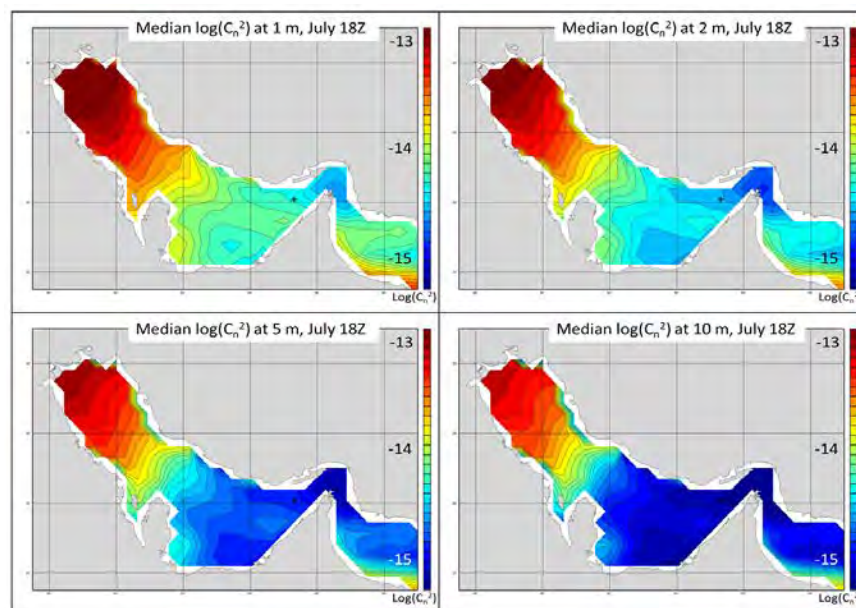 Median log(Cₙ²) at 1 m, July 18Z
-13
-14
-15
Log(Cₙ²)
Median log(Cₙ²) at 2 m, July 18Z
-13
-14
-15
Log(Cₙ²)
Median log(Cₙ²) at 5 m, July 18Z
-13
-14
-15
Log(Cₙ²)
Median log(Cₙ²) at 10 m, July 18Z
-13
-14
-15
Log(Cₙ²)